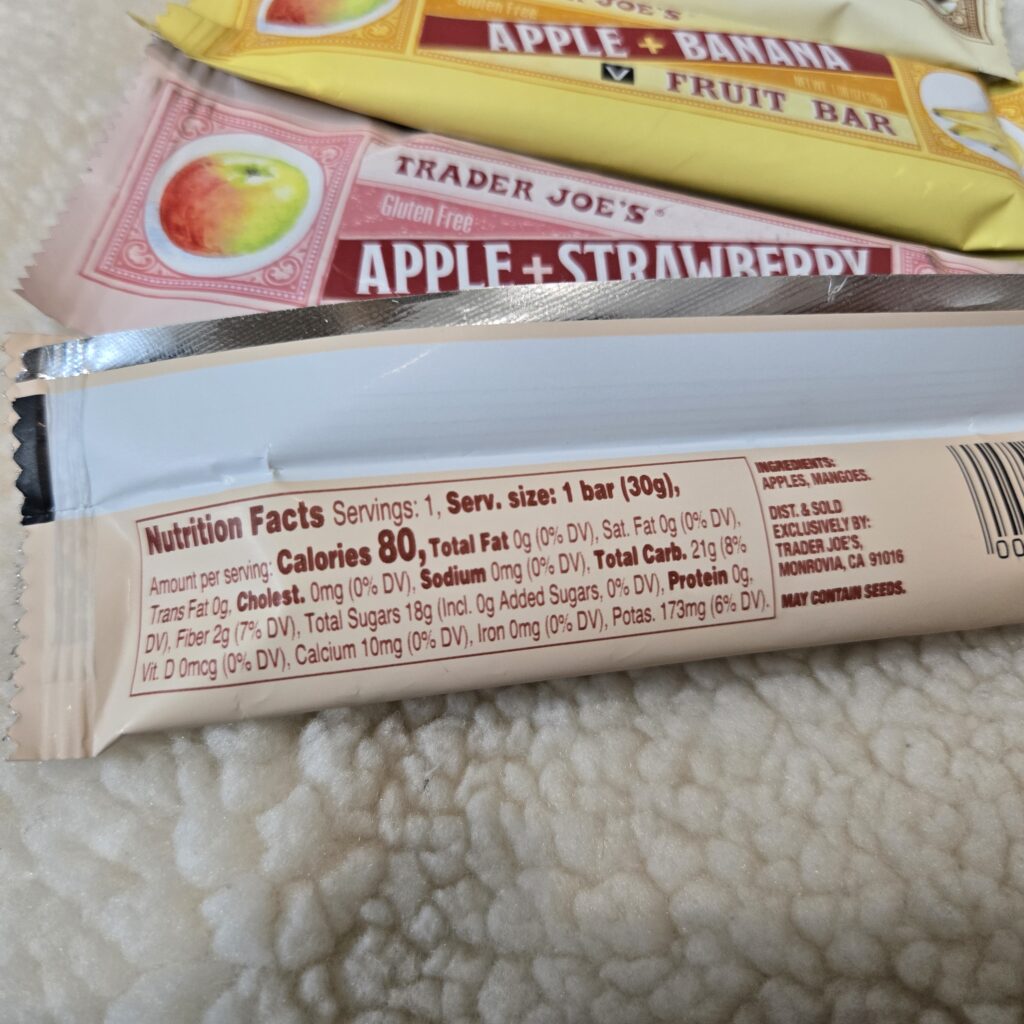 JOE'S
Gluten Free
APPLE + BANANA
V FRUIT BAR
TRADER JOE'S
Gluten Free
APPLE + STRAWBERRY
Nutrition Facts Servings: 1, Serv. size: 1 bar (30g),
Amount per serving: Calories 80, Total Fat 0g (0% DV), Sat. Fat 0g (0% DV),
Trans Fat 0g, Cholest. 0mg (0% DV), Sodium 0mg (0% DV), Total Carb. 21g (8%
DV), Fiber 2g (7% DV), Total Sugars 18g (Incl. 0g Added Sugars, 0% DV), Protein 0g,
Vit. D 0mcg (0% DV), Calcium 10mg (0% DV), Iron 0mg (0% DV), Potas. 173mg (6% DV).
INGREDIENTS:
APPLES, MANGOES.
DIST. & SOLD
EXCLUSIVELY BY:
TRADER JOE'S,
MONROVIA, CA 91016
MAY CONTAIN SEEDS.
00